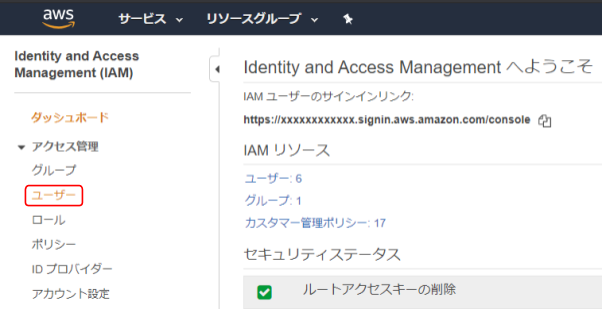 aws サービス リソースグループ
Identity and Access Management (IAM)
ダッシュボード
アクセス管理
グループ
ユーザー
ロール
ポリシー
ID プロバイダー
アカウント設定
Identity and Access Management へようこそ
IAM ユーザーのサインインリンク:
https://xxxxxxxxxxxx.signin.aws.amazon.com/console
IAM リソース
ユーザー: 6
グループ: 1
カスタマー管理ポリシー: 17
セキュリティステータス
ルートアクセスキーの削除